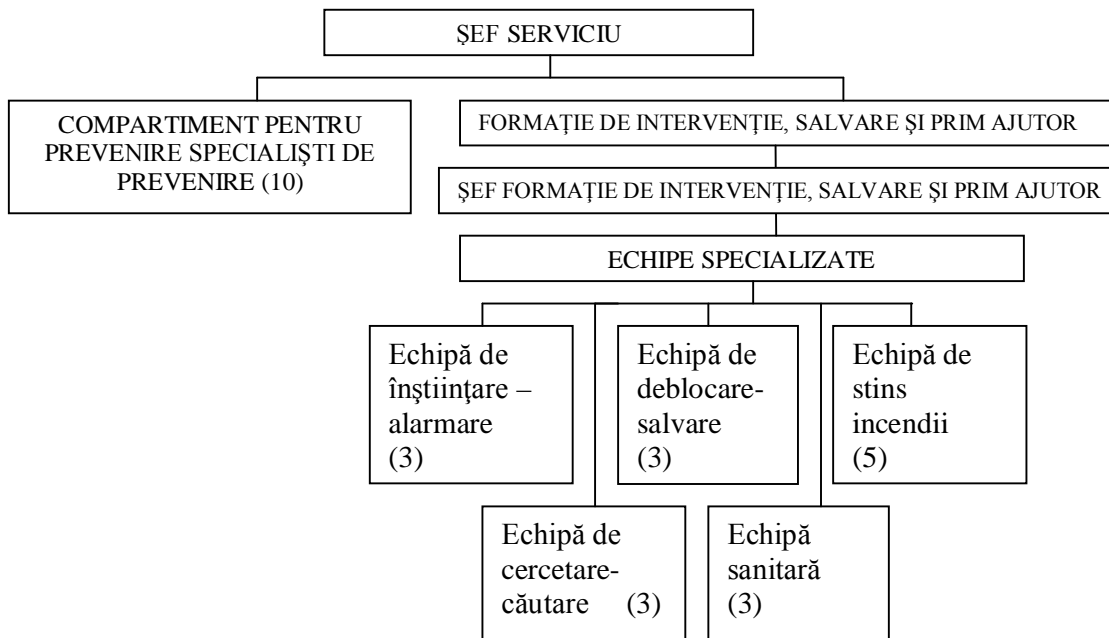 ŞEF SERVICIU
COMPARTIMENT PENTRU
PREVENIRE SPECIALIŞTI DE
PREVENIRE (10)
FORMAŢIE DE INTERVENŢIE, SALVARE ŞI PRIM AJUTOR
ŞEF FORMAŢIE DE INTERVENŢIE, SALVARE ŞI PRIM AJUTOR
ECHIPE SPECIALIZATE
Echipă de
înştiinţare –
alarmare
(3)
Echipă de
deblocare-
salvare
(3)
Echipă de
stins
incendii
(5)
Echipă de
cercetare-
căutare (3)
Echipă
sanitară
(3)